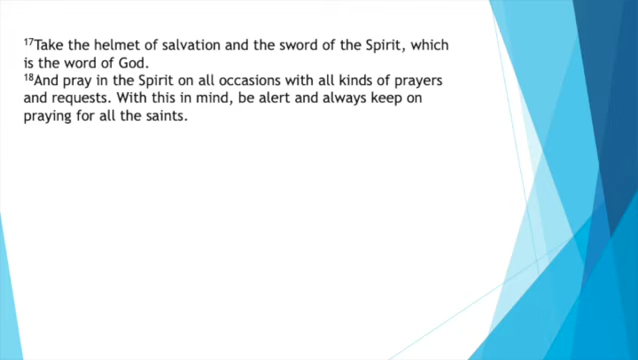 ¹⁷Take the helmet of salvation and the sword of the Spirit, which
is the word of God.
¹⁸And pray in the Spirit on all occasions with all kinds of prayers
and requests. With this in mind, be alert and always keep on
praying for all the saints.